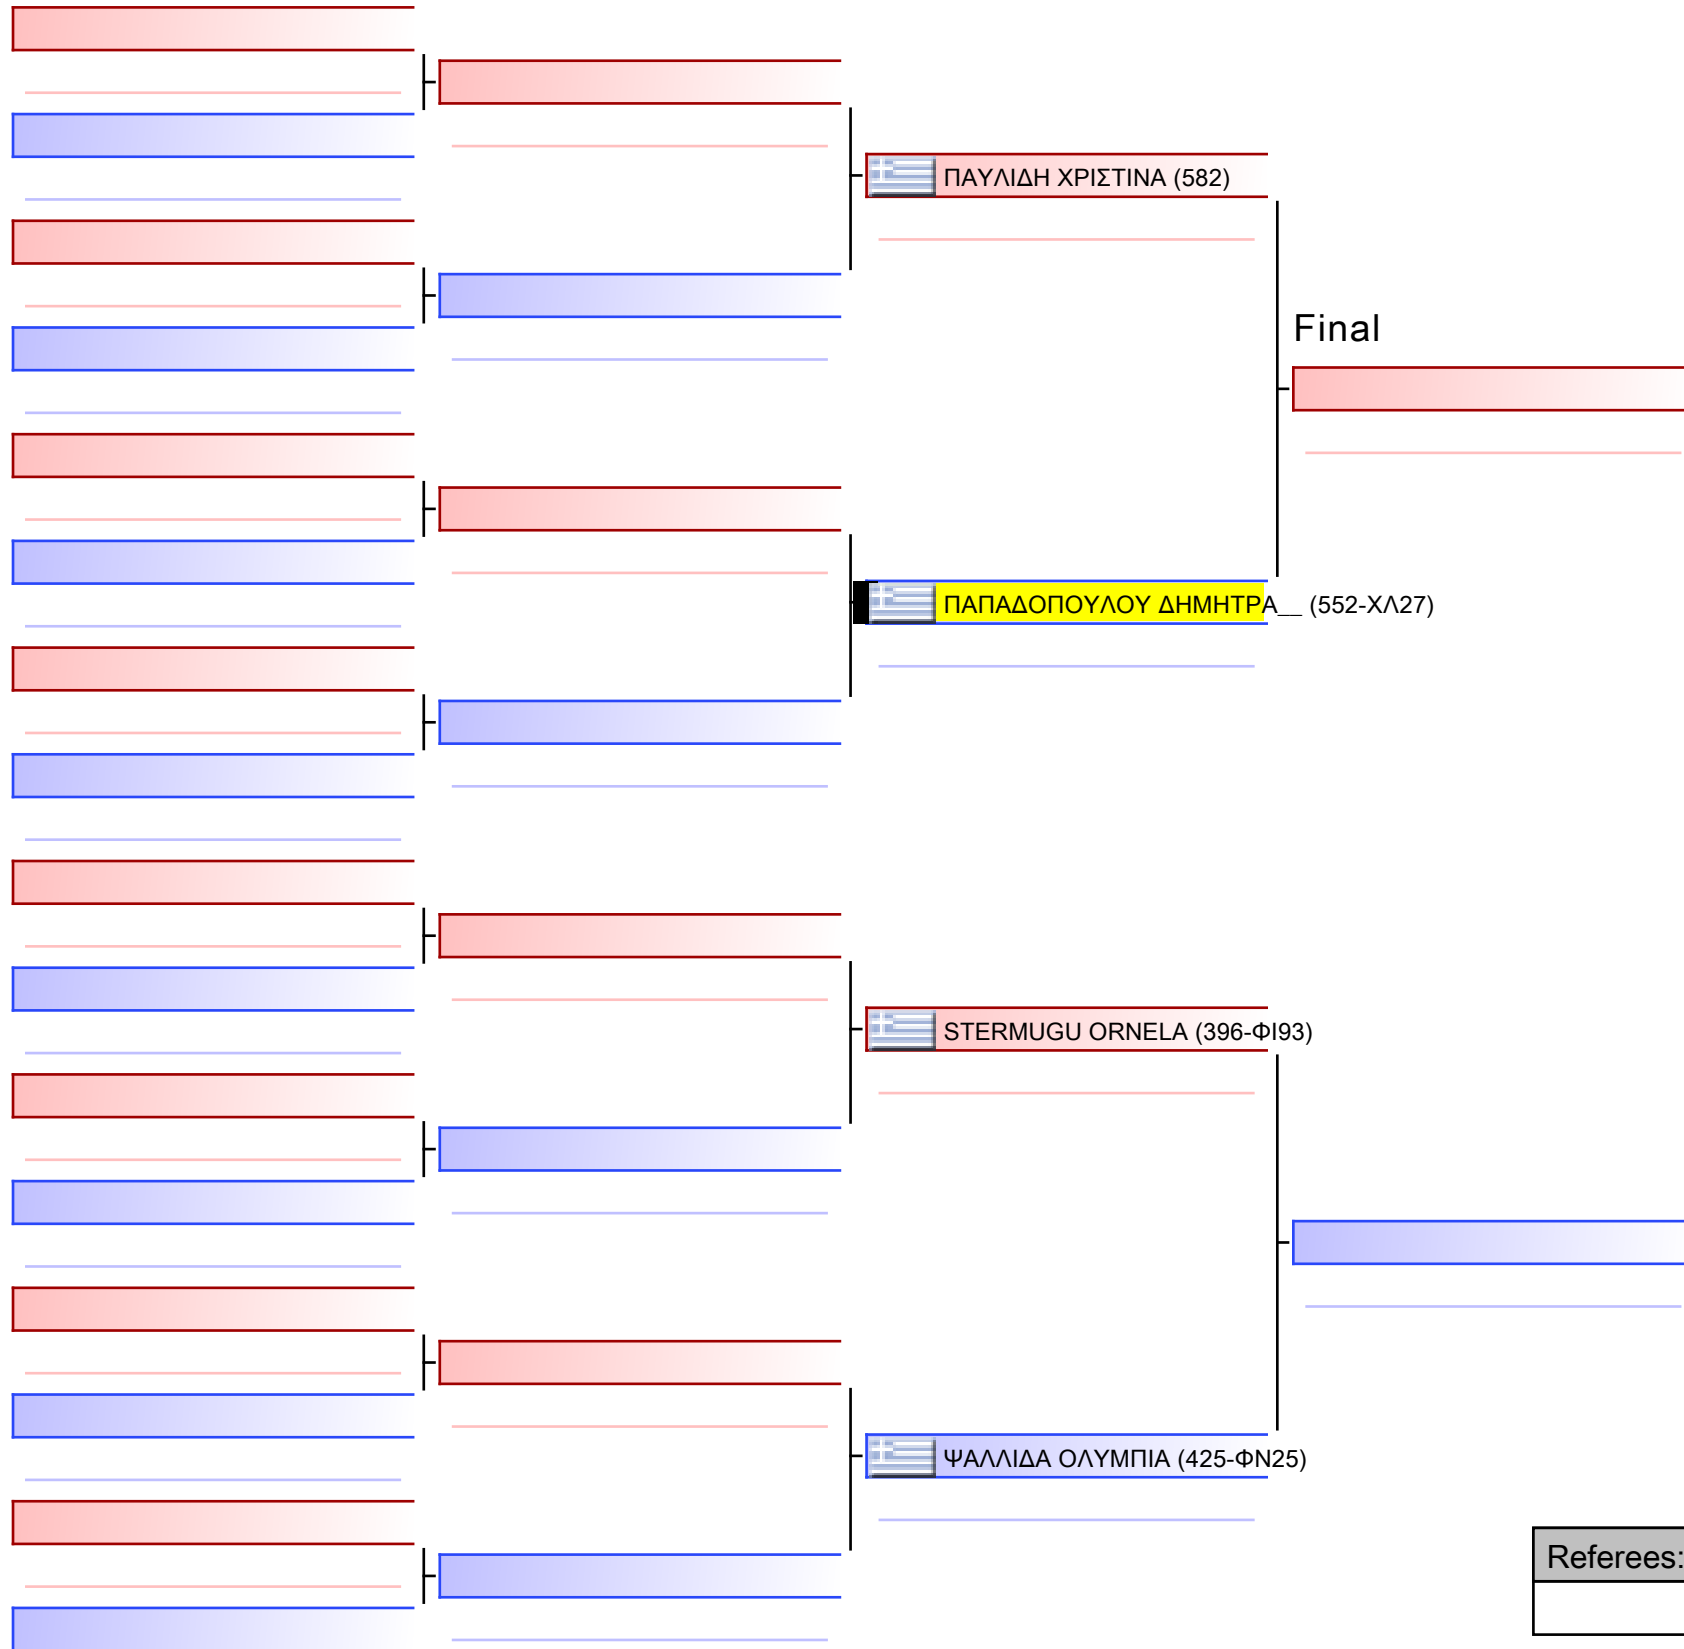 ΠΑΥΛΙΔΗ ΧΡΙΣΤΙΝΑ (582)
Final
ΠΑΠΑΔΟΠΟΥΛΟΥ ΔΗΜΗΤΡΑ__ (552-ΧΛ27)
STERMUGU ORNELA (396-ΦΙ93)
ΨΑΛΛΙΔΑ ΟΛΥΜΠΙΑ (425-ΦΝ25)
Referees: